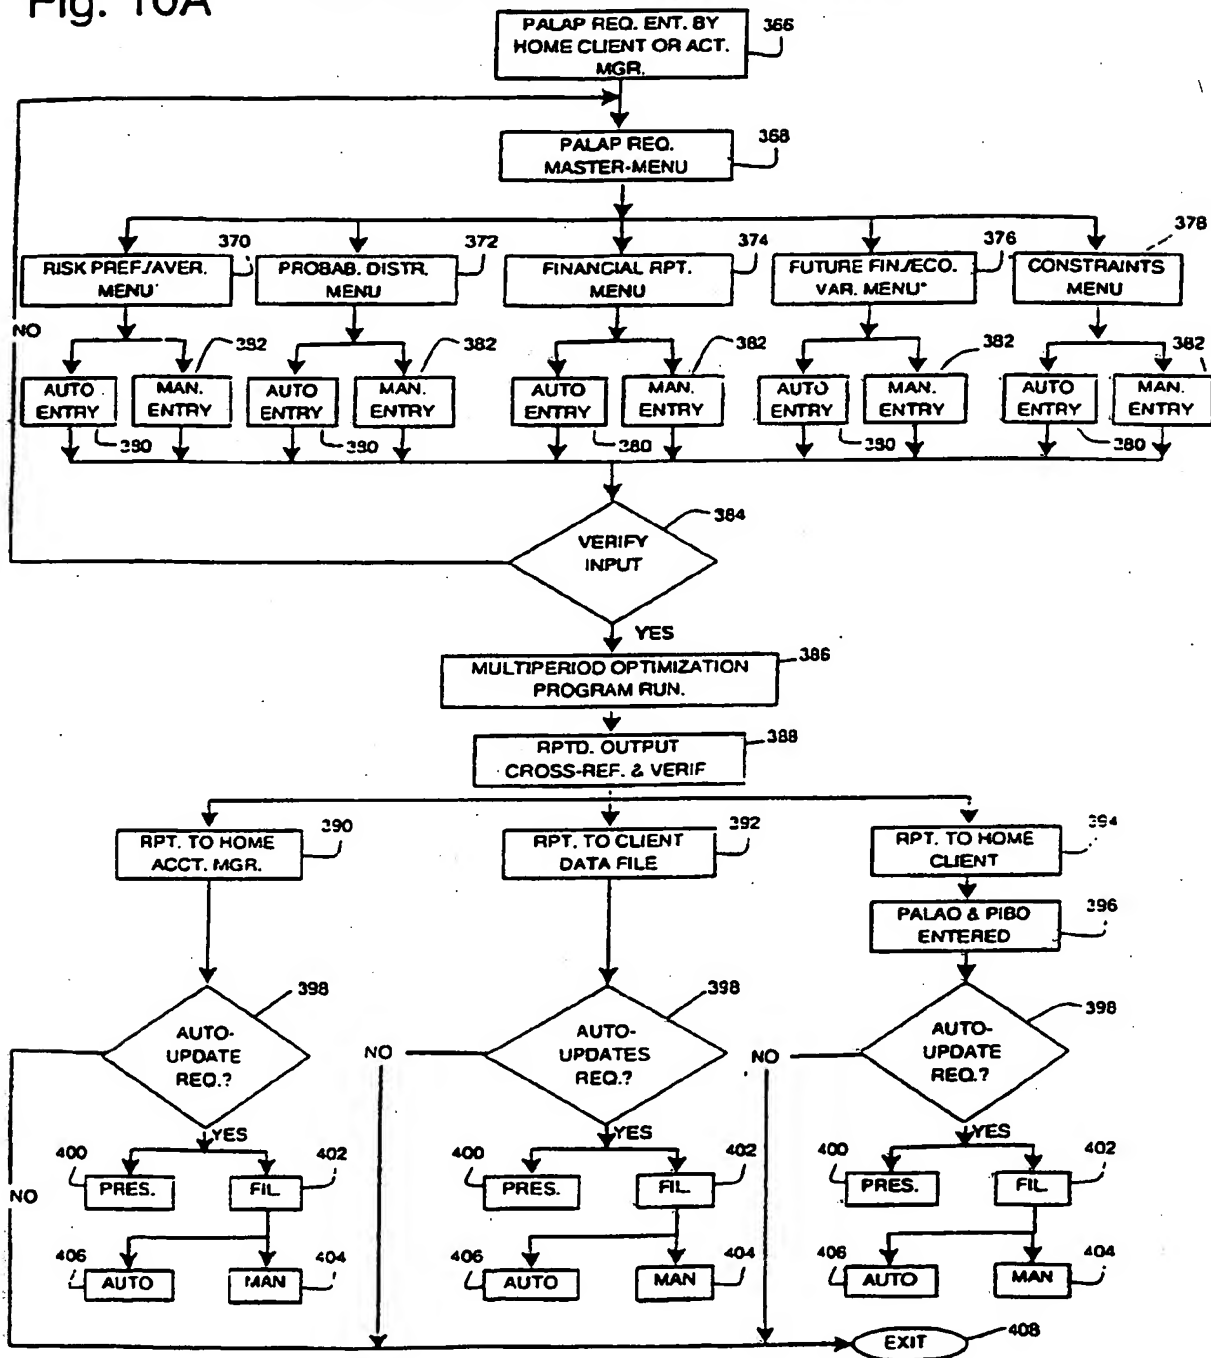 Fig. 10A
PALAP REQ. ENT. BY
HOME CLIENT OR ACT.
MGR.
366
PALAP REQ.
MASTER-MENU
368
RISK PREF./AVER.
MENU
370
PROBAB. DISTR.
MENU
372
FINANCIAL RPT.
MENU
374
FUTURE FIN./ECO.
VAR. MENU*
376
CONSTRAINTS
MENU
378
NO
AUTO
ENTRY
380
MAN.
ENTRY
382
AUTO
ENTRY
380
MAN.
ENTRY
382
AUTO
ENTRY
380
MAN.
ENTRY
382
AUTO
ENTRY
380
MAN.
ENTRY
382
AUTO
ENTRY
380
MAN.
ENTRY
382
VERIFY
INPUT
384
YES
MULTIPERIOD OPTIMIZATION
PROGRAM RUN.
386
RPTD. OUTPUT
CROSS-REF. & VERIF
388
RPT. TO HOME
ACCT. MGR.
390
RPT. TO CLIENT
DATA FILE
392
RPT. TO HOME
CLIENT
394
PALAO & PIBO
ENTERED
396
AUTO-
UPDATE
REQ.?
398
NO
AUTO-
UPDATES
REQ.?
398
NO
AUTO-
UPDATE
REQ.?
398
YES
YES
YES
NO
400
PRES.
402
FIL.
400
PRES.
402
FIL.
400
PRES.
402
FIL.
406
AUTO
MAN
404
406
AUTO
MAN
404
406
AUTO
MAN
404
EXIT
408